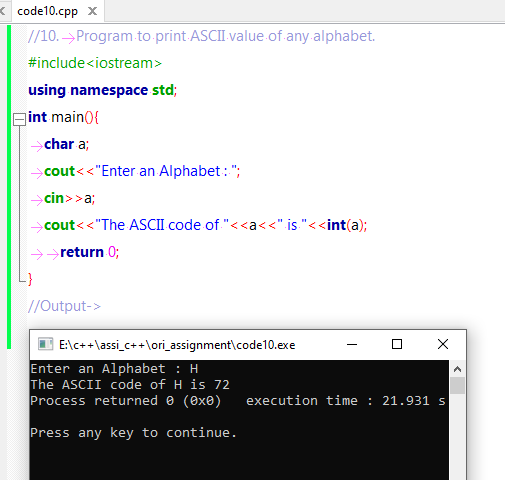 code10.cpp
//10. Program to print ASCII value of any alphabet.
#include<iostream>
using namespace std;
int main(){
char a;
cout<<"Enter an Alphabet : ";
cin>>a;
cout<<"The ASCII code of "<<a<<" is "<<int(a);
return 0;
}
//Output->
E:\c++\assi_c++\ori_assignment\code10.exe
Enter an Alphabet : H
The ASCII code of H is 72
Process returned 0 (0x0)   execution time : 21.931 s
Press any key to continue.